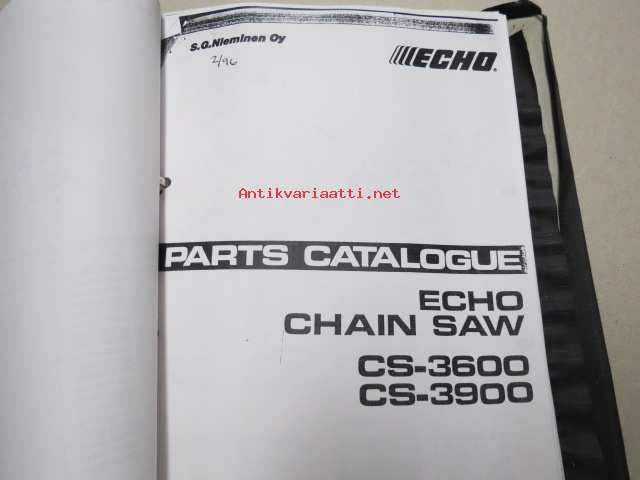 S.G.Nieminen Oy
2/96
ECHO
Antikvariaatti.net
PARTS CATALOGUE
ECHO
CHAIN SAW
CS-3600
CS-3900